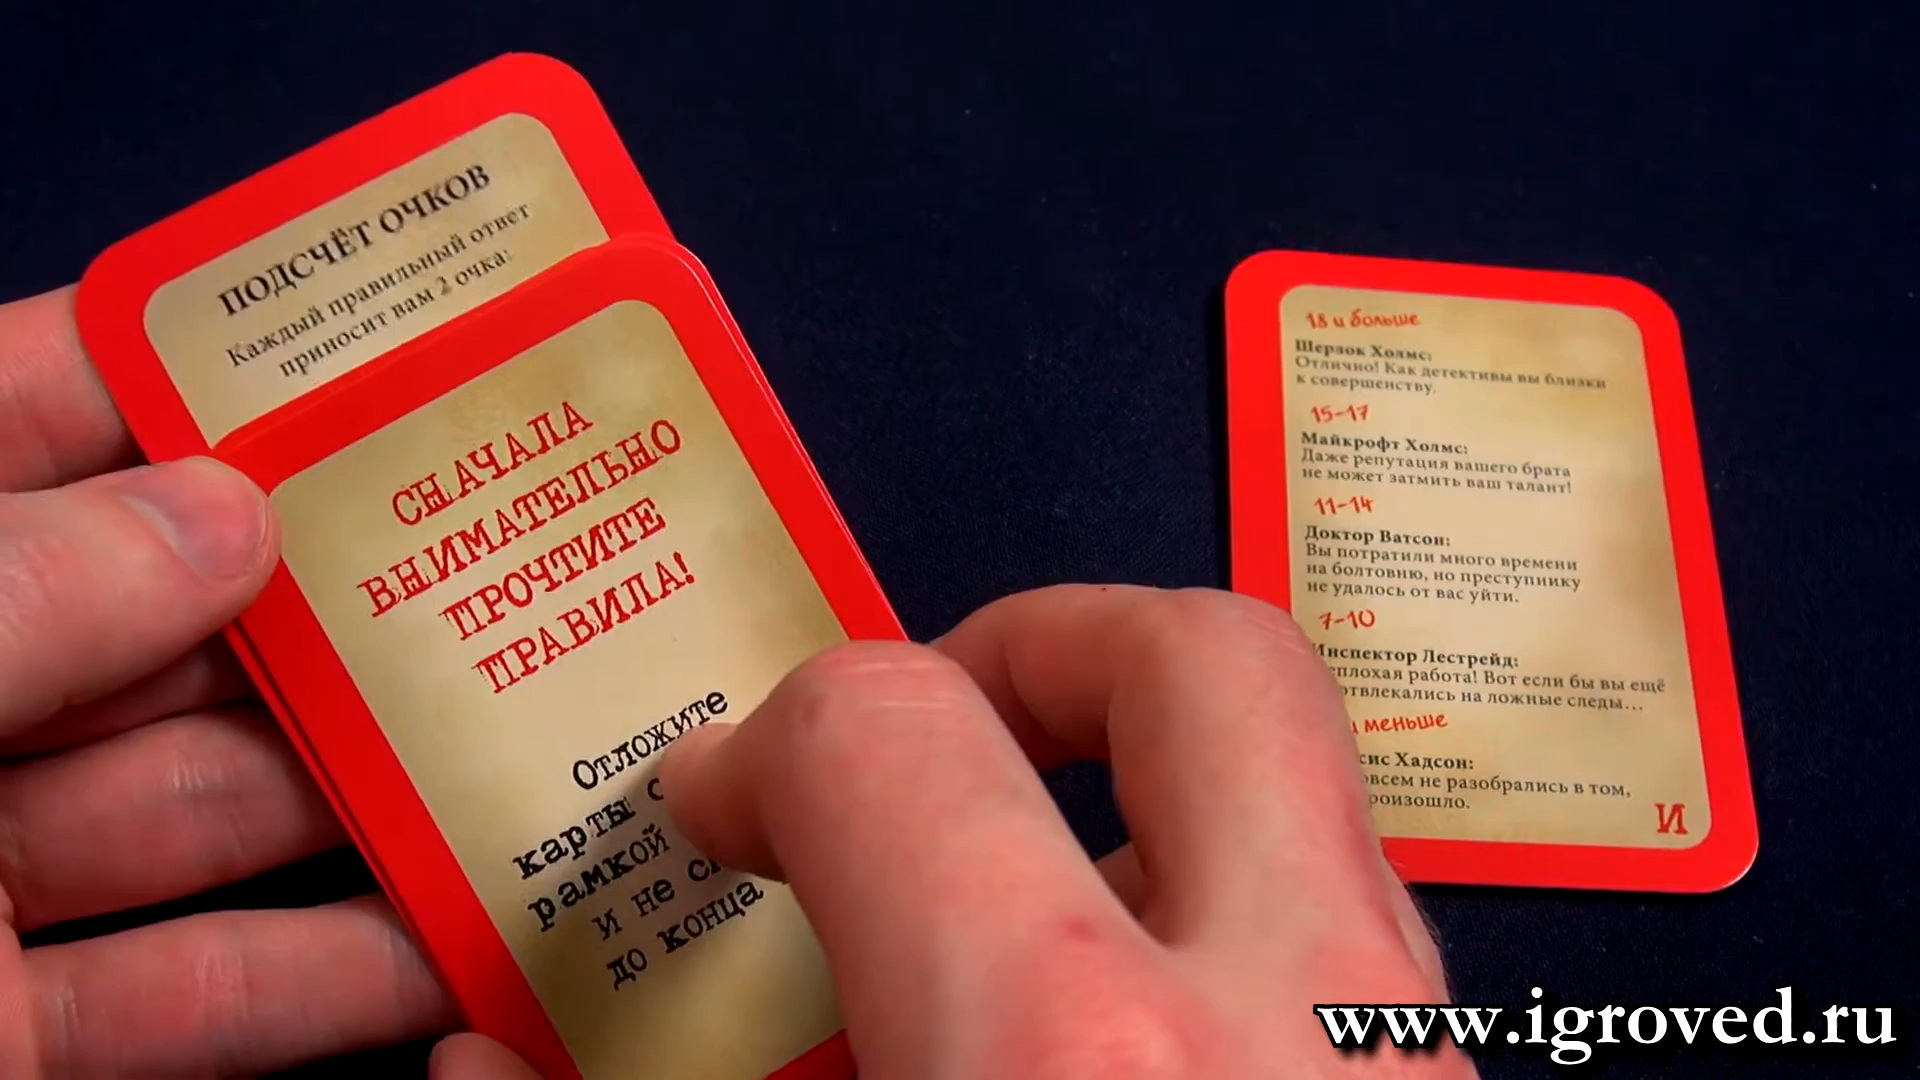 ПОДСЧЁТ ОЧКОВ
Каждый правильный ответ
приносит вам 2 очка:
СНАЧАЛА
ВНИМАТЕЛЬНО
ПРОЧТИТЕ
ПРАВИЛА!
Отложите
карты
рамкой
и не
до конца
18 и больше
Шерлок Холмс:
Отлично! Как детективы вы близки
к совершенству.
15-17
Майкрофт Холмс:
Даже репутация вашего брата
не может затмить ваш талант!
11-14
Доктор Ватсон:
Вы потратили много времени
на болтовню, но преступнику
не удалось от вас уйти.
7-10
Инспектор Лестрейд:
работа! Вот если бы вы ещё
отвлекались на ложные следы...
и меньше
Хадсон:
не разобрались в том,
И
www.igroved.ru